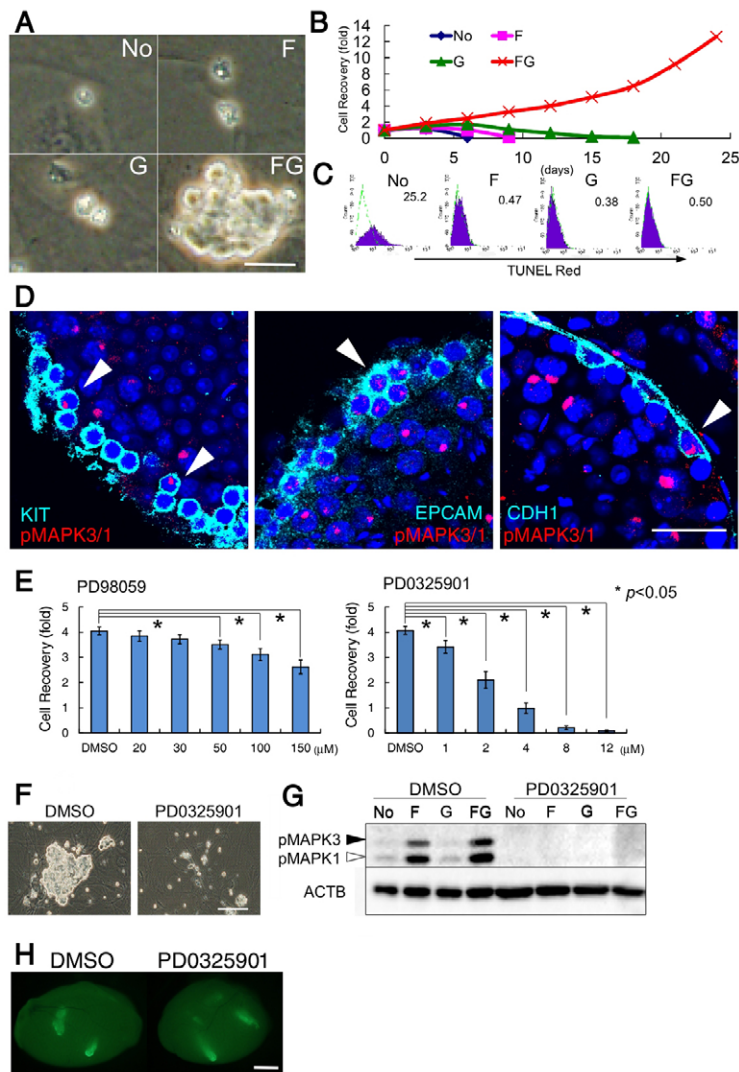 A
No
F
G
FG
B
Cell Recovery (fold)
14
12
10
8
6
4
2
0
No
F
G
FG
0
5
10
15
20
25
(days)
C
No
F
G
FG
25.2
0.47
0.38
0.50
TUNEL Red
D
KIT
pMAPK3/1
EPCAM
pMAPK3/1
CDH1
pMAPK3/1
E
PD98059
Cell Recovery (fold)
5
4
3
2
1
0
* * *
DMSO 20 30 50 100 150 (μM)
PD0325901
* p<0.05
Cell Recovery (fold)
5
4
3
2
1
0
* * * * *
DMSO 1 2 4 8 12 (μM)
F
DMSO
PD0325901
G
DMSO
PD0325901
No F G FG No F G FG
pMAPK3
pMAPK1
ACTB
H
DMSO
PD0325901